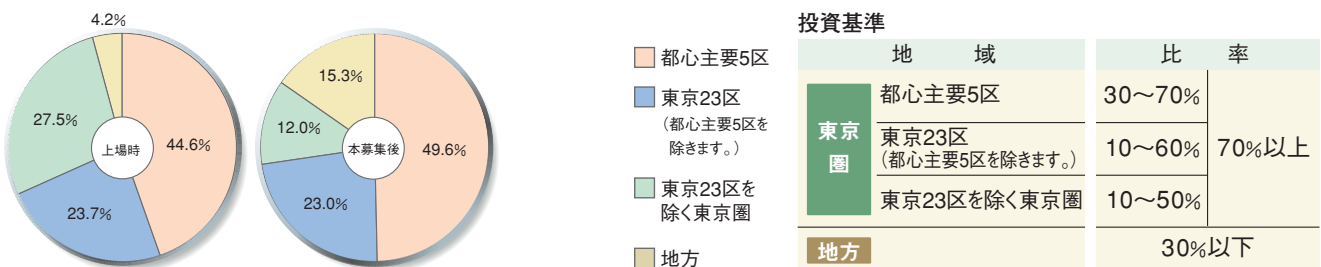 4.2%
27.5%
44.6%
上場時
23.7%
15.3%
12.0%
本募集後
49.6%
23.0%
都心主要5区
東京23区
（都心主要5区を
除きます。）
東京23区を
除く東京圏
地方
投資基準
地 域
比 率
東京
圏
都心主要5区
30〜70%
東京23区
（都心主要5区を除きます。）
10〜60%
70%以上
東京23区を除く東京圏
10〜50%
地方
30%以下